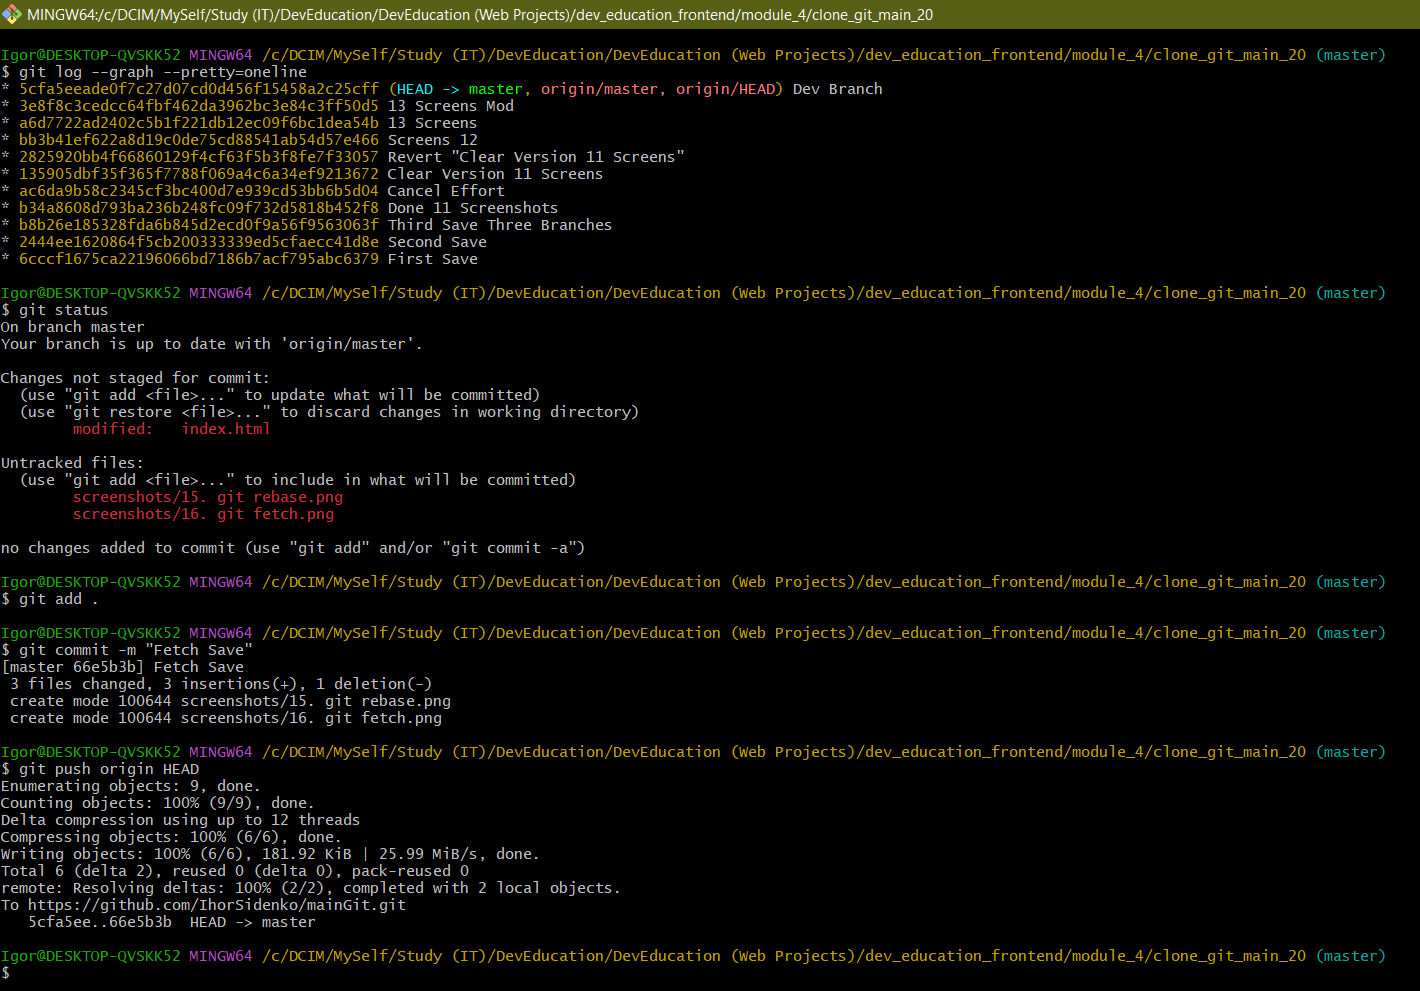 MINGW64:/c/DCIM/MySelf/Study (IT)/DevEducation/DevEducation (Web Projects)/dev_education_frontend/module_4/clone_git_main_20
Igor@DESKTOP-QVSKK52 MINGW64 /c/DCIM/MySelf/Study (IT)/DevEducation/DevEducation (Web Projects)/dev_education_frontend/module_4/clone_git_main_20 (master)
$ git log --graph --pretty=oneline
* 5cfa5eeade0f7c27d07cd0d456f15458a2c25cff (HEAD -> master, origin/master, origin/HEAD) Dev Branch
* 3e8f8c3cedcc64fbf462da3962bc3e84c3ff50d5 13 Screens Mod
* a6d7722ad2402c5b1f221db12ec09f6bc1dea54b 13 Screens
* bb3b41ef622a8d19c0de75cd88541ab54d57e466 Screens 12
* 2825920bb4f66860129f4cf63f5b3f8fe7f33057 Revert "Clear Version 11 Screens"
* 135905dbf35f365f7788f069a4c6a34ef9213672 Clear Version 11 Screens
* ac6da9b58c2345cf3bc400d7e939cd53bb6b5d04 Cancel Effort
* b34a8608d793ba236b248fc09f732d5818b452f8 Done 11 Screenshots
* b8b26e185328fda6b845d2ecd0f9a56f9563063f Third Save Three Branches
* 2444ee1620864f5cb200333339ed5cfaecc41d8e Second Save
* 6cccf1675ca22196066bd7186b7acf795abc6379 First Save
Igor@DESKTOP-QVSKK52 MINGW64 /c/DCIM/MySelf/Study (IT)/DevEducation/DevEducation (Web Projects)/dev_education_frontend/module_4/clone_git_main_20 (master)
$ git status
On branch master
Your branch is up to date with 'origin/master'.
Changes not staged for commit:
(use "git add <file>..." to update what will be committed)
(use "git restore <file>..." to discard changes in working directory)
modified:   index.html
Untracked files:
(use "git add <file>..." to include in what will be committed)
screenshots/15. git rebase.png
screenshots/16. git fetch.png
no changes added to commit (use "git add" and/or "git commit -a")
Igor@DESKTOP-QVSKK52 MINGW64 /c/DCIM/MySelf/Study (IT)/DevEducation/DevEducation (Web Projects)/dev_education_frontend/module_4/clone_git_main_20 (master)
$ git add .
Igor@DESKTOP-QVSKK52 MINGW64 /c/DCIM/MySelf/Study (IT)/DevEducation/DevEducation (Web Projects)/dev_education_frontend/module_4/clone_git_main_20 (master)
$ git commit -m "Fetch Save"
[master 66e5b3b] Fetch Save
3 files changed, 3 insertions(+), 1 deletion(-)
create mode 100644 screenshots/15. git rebase.png
create mode 100644 screenshots/16. git fetch.png
Igor@DESKTOP-QVSKK52 MINGW64 /c/DCIM/MySelf/Study (IT)/DevEducation/DevEducation (Web Projects)/dev_education_frontend/module_4/clone_git_main_20 (master)
$ git push origin HEAD
Enumerating objects: 9, done.
Counting objects: 100% (9/9), done.
Delta compression using up to 12 threads
Compressing objects: 100% (6/6), done.
Writing objects: 100% (6/6), 181.92 KiB | 25.99 MiB/s, done.
Total 6 (delta 2), reused 0 (delta 0), pack-reused 0
remote: Resolving deltas: 100% (2/2), completed with 2 local objects.
To https://github.com/IhorSidenko/mainGit.git
5cfa5ee..66e5b3b  HEAD -> master
Igor@DESKTOP-QVSKK52 MINGW64 /c/DCIM/MySelf/Study (IT)/DevEducation/DevEducation (Web Projects)/dev_education_frontend/module_4/clone_git_main_20 (master)
$